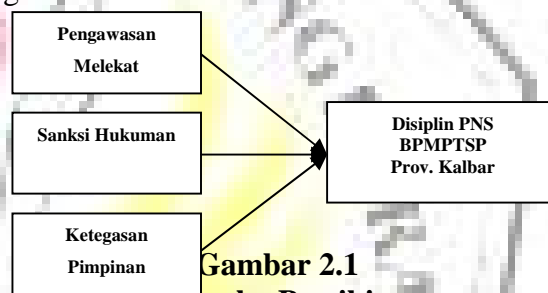 Pengawasan
Melekat
Sanksi Hukuman
Disiplin PNS
BPMPTSP
Prov. Kalbar
Ketegasan
Pimpinan
Gambar 2.1